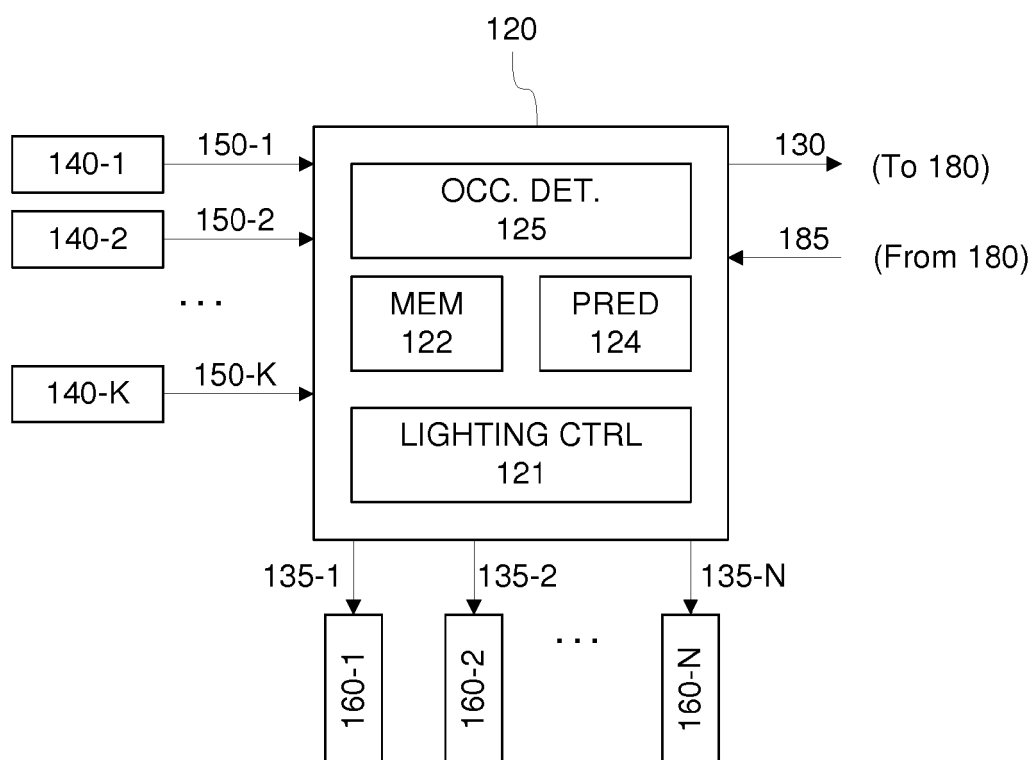 120
140-1
150-1
130
(To 180)
OCC. DET.
125
140-2
150-2
185
(From 180)
...
MEM
122
PRED
124
140-K
150-K
LIGHTING CTRL
121
135-1
135-2
135-N
160-1
160-2
...
160-N